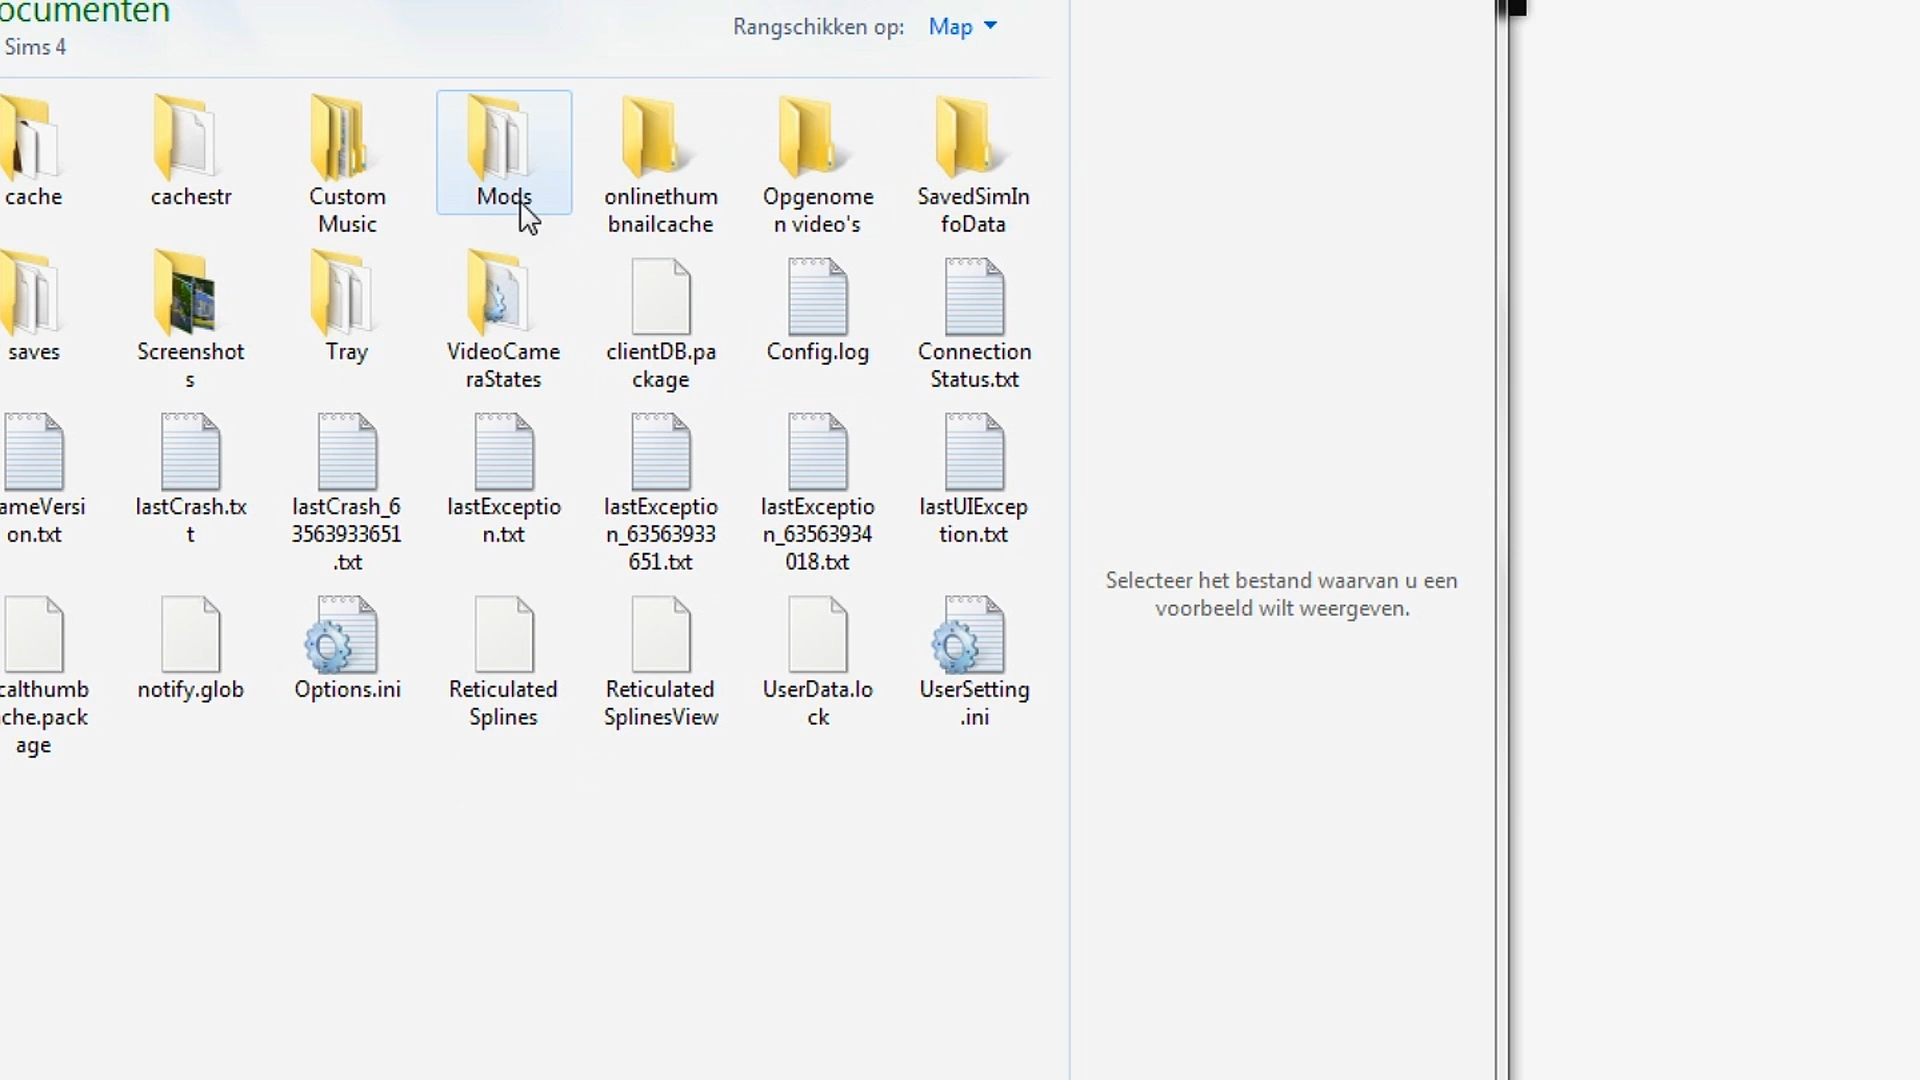 ocumenten
Sims 4
Rangschikken op: Map
cache
cachestr
Custom
Music
Mods
onlinethum
bnailcache
Opgenome
n video's
SavedSimIn
foData
saves
Screenshot
s
Tray
VideoCame
raStates
clientDB.pa
ckage
Config.log
Connection
Status.txt
ameVersi
on.txt
lastCrash.tx
t
lastCrash_6
3563933651
.txt
lastExceptio
n.txt
lastExceptio
n_63563933
651.txt
lastExceptio
n_63563934
018.txt
lastUIExcep
tion.txt
calthumb
che.pack
age
notify.glob
Options.ini
Reticulated
Splines
Reticulated
SplinesView
UserData.lo
ck
UserSetting
.ini
Selecteer het bestand waarvan u een
voorbeeld wilt weergeven.